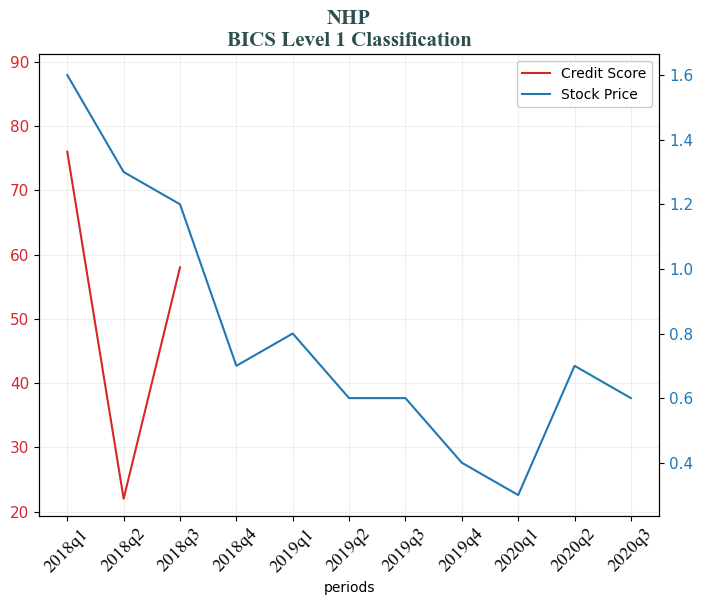 NHP
BICS Level 1 Classification
Credit Score
Stock Price
90
80
70
60
50
40
30
20
1.6
1.4
1.2
1.0
0.8
0.6
0.4
2018q1
2018q2
2018q3
2018q4
2019q1
2019q2
2019q3
2019q4
2020q1
2020q2
2020q3
periods